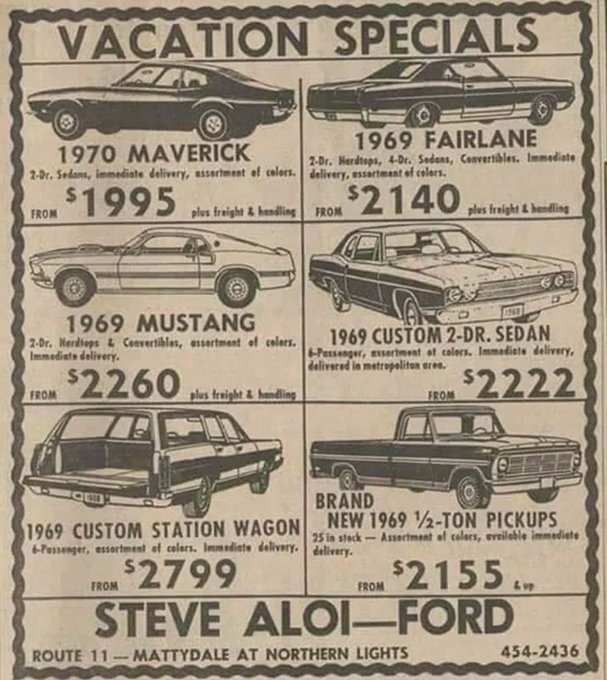 VACATION SPECIALS
1970 MAVERICK
2-Dr. Sedans, immediate delivery, assortment of colors.
FROM $1995 plus freight & handling
1969 FAIRLANE
2-Dr. Hardtops, 4-Dr. Sedans, Convertibles. Immediate
delivery, assortment of colors.
FROM $2140 plus freight & handling
1969 MUSTANG
2-Dr. Hardtops & Convertibles, assortment of colors.
Immediate delivery.
FROM $2260 plus freight & handling
1969
1969 CUSTOM 2-DR. SEDAN
6-Passenger, assortment of colors. Immediate delivery,
delivered in metropolitan area.
FROM $2222
1969 CUSTOM STATION WAGON
6-Passenger, assortment of colors. Immediate delivery.
FROM $2799
BRAND
NEW 1969 ½-TON PICKUPS
25 in stock — Assortment of colors, available immediate
delivery.
FROM $2155 & up
STEVE ALOI—FORD
ROUTE 11 — MATTYDALE AT NORTHERN LIGHTS 454-2436